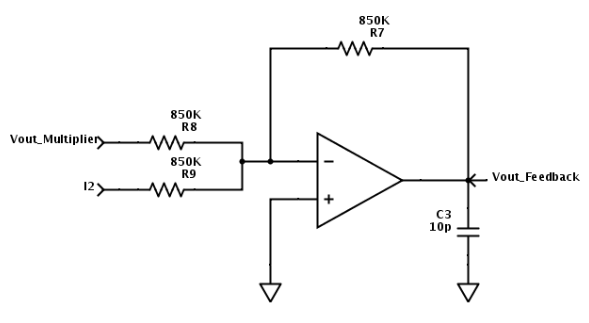 850K
R7
850K
R8
Vout_Multiplier
850K
R9
I2
−
+
Vout_Feedback
C3
10p